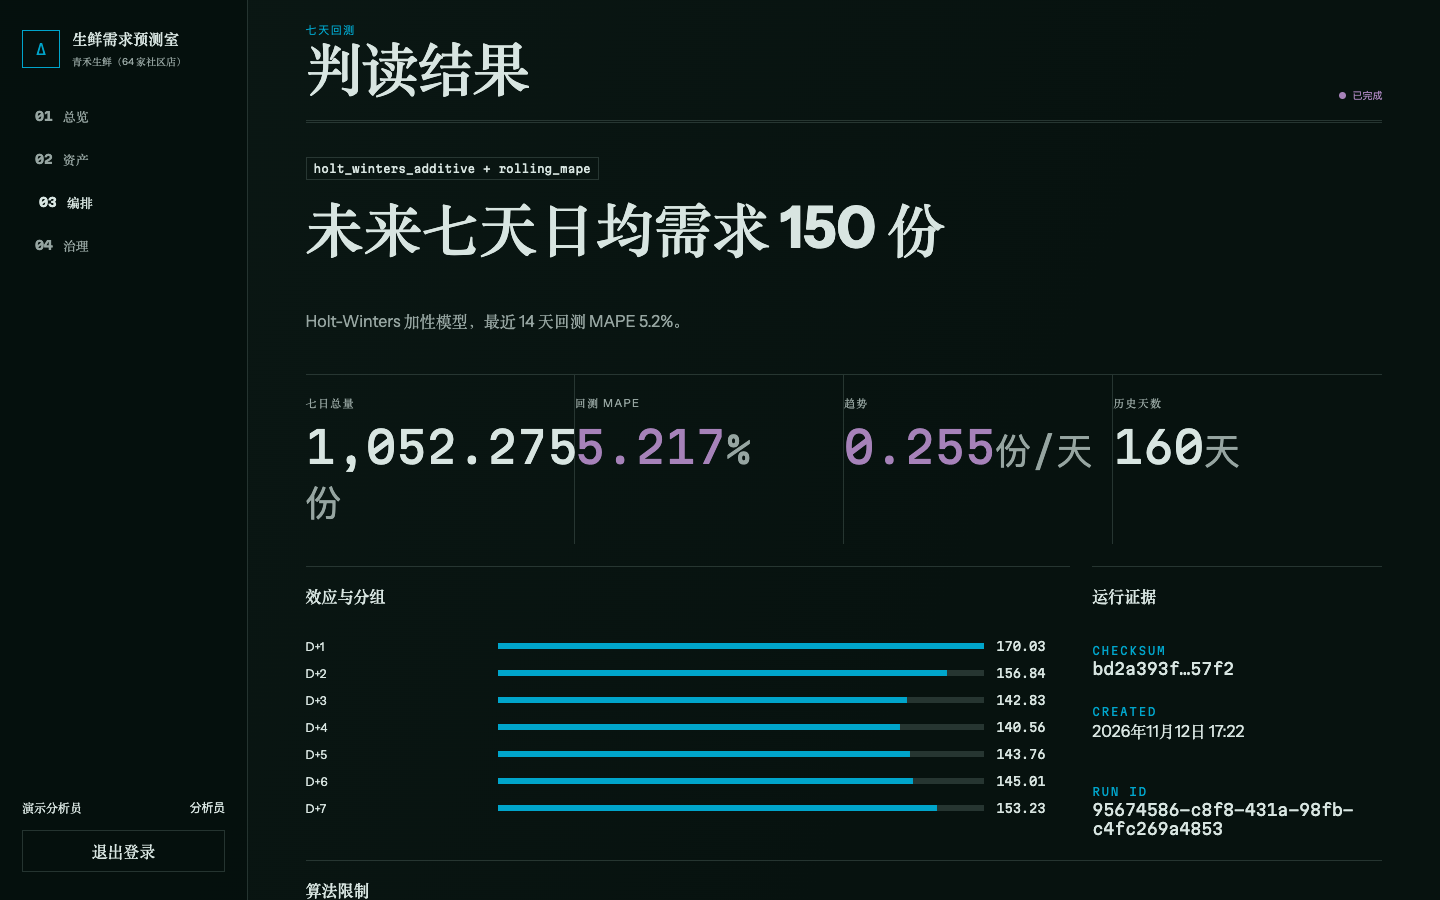 Δ
生鲜需求预测室
青禾生鲜（64 家社区店）
01 总览
02 资产
03 编排
04 治理
演示分析员
分析员
退出登录
七天回测
判读结果
已完成
holt_winters_additive + rolling_mape
未来七天日均需求 150 份
Holt-Winters 加性模型，最近 14 天回测 MAPE 5.2%。
七日总量
1,052.275
份
回测 MAPE
5.217%
趋势
0.255份/天
历史天数
160天
效应与分组
D+1 170.03
D+2 156.84
D+3 142.83
D+4 140.56
D+5 143.76
D+6 145.01
D+7 153.23
运行证据
CHECKSUM
bd2a393f…57f2
CREATED
2026年11月12日 17:22
RUN ID
95674586-c8f8-431a-98fb-
c4fc269a4853
算法限制